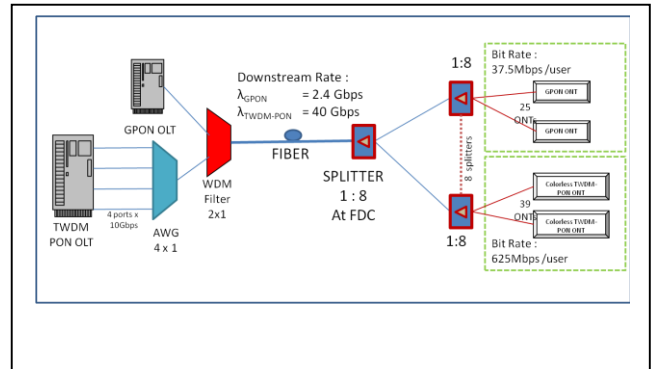 GPON OLT
TWDM
PON OLT
4 ports x
10Gbps
AWG
4 x 1
WDM
Filter
2x1
Downstream Rate :
λGPON = 2.4 Gbps
λTWDM-PON = 40 Gbps
FIBER
SPLITTER
1 : 8
At FDC
1:8
8 splitters
1:8
Bit Rate :
37.5Mbps /user
GPON ONT
25
ONTs
GPON ONT
Colorless TWDM-
PON ONT
39
ONT
Colorless TWDM-
PON ONT
Bit Rate :
625Mbps /user